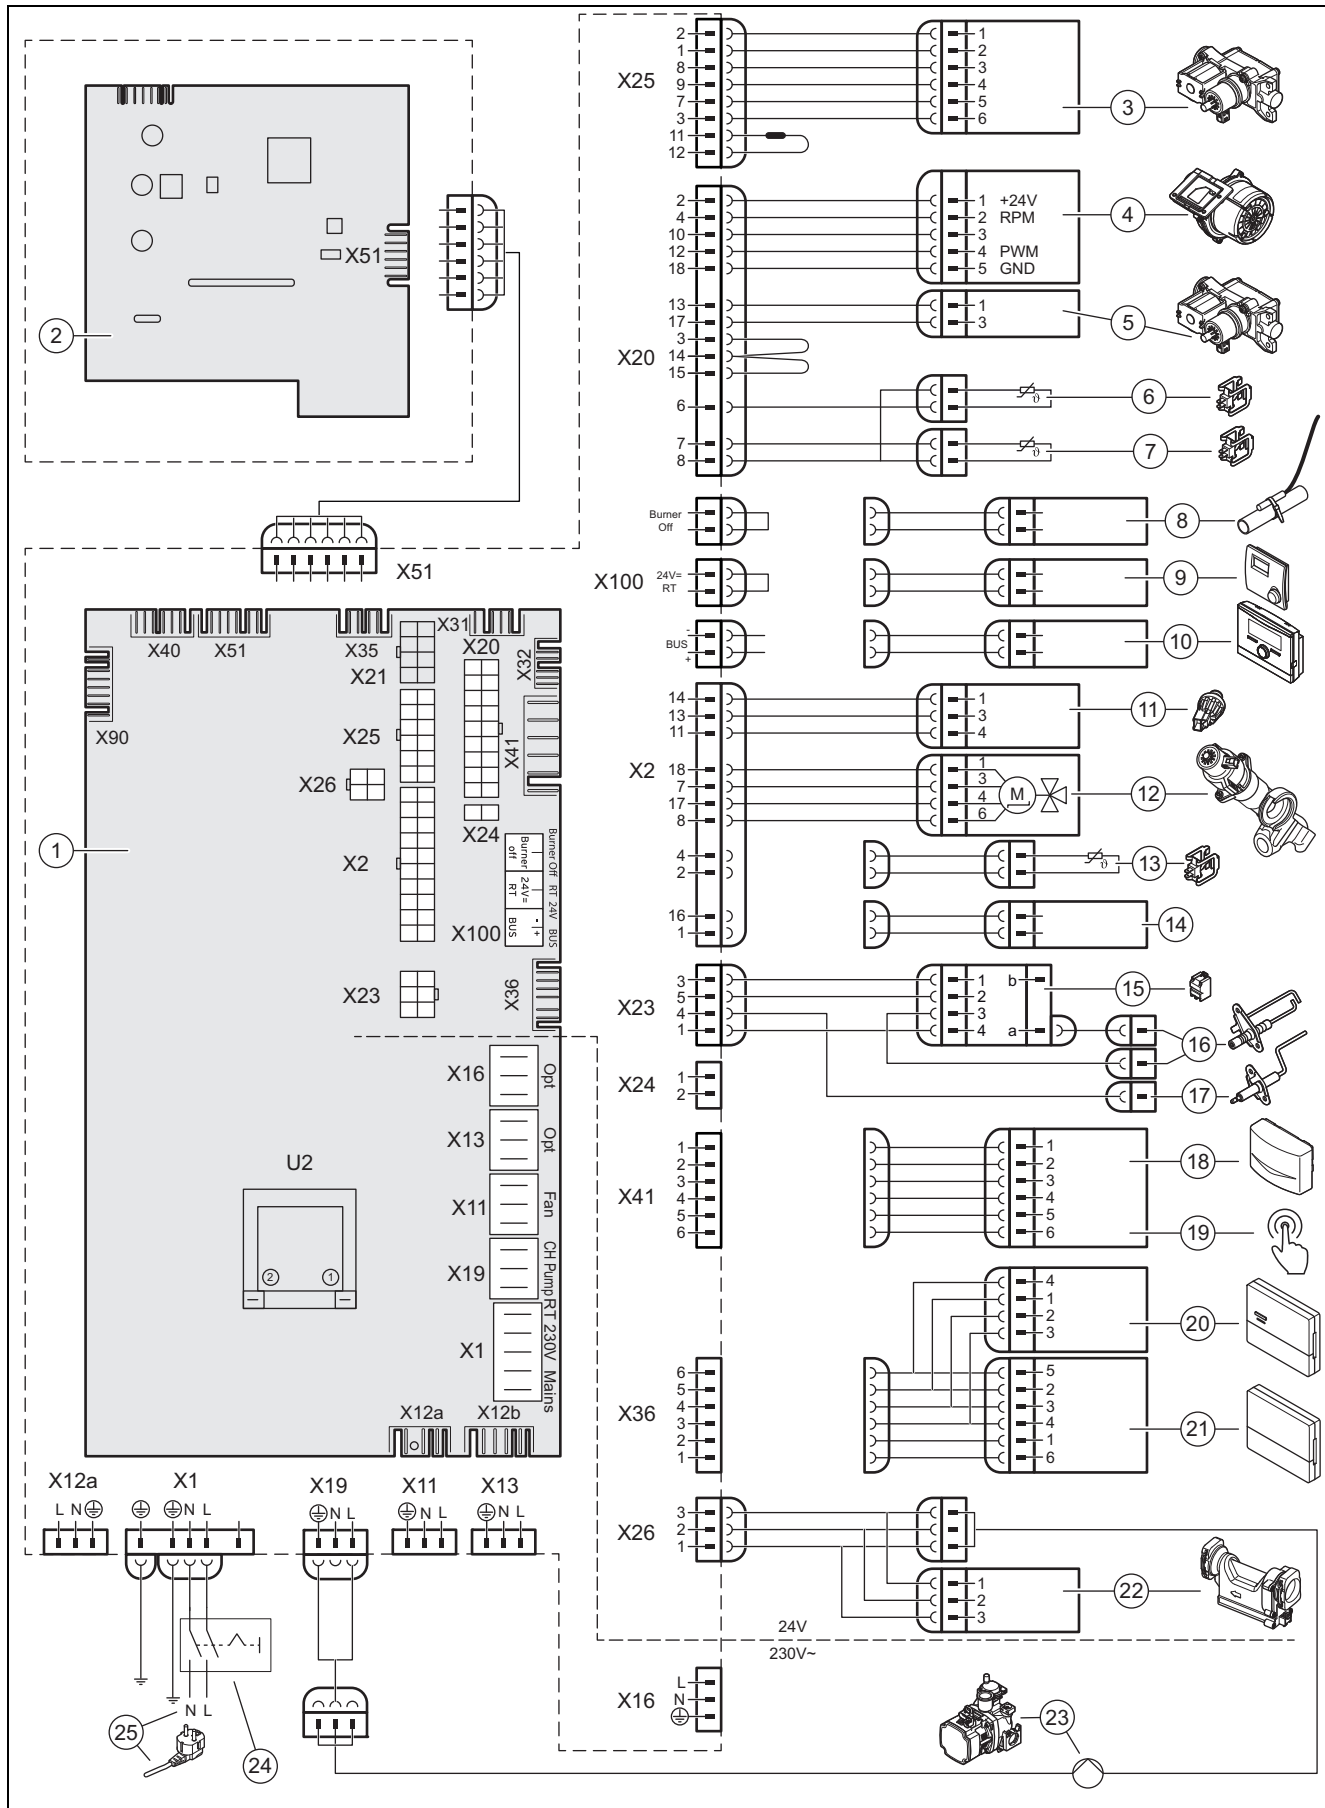 2
1
X25
8
9
7
3
11
12
1
2
3
4
5
6
3
X51
2
2
4
10
12
18
1 +24V
2 RPM
3
4 PWM
5 GND
4
13
17
1
3
5
X20
3
14
15
6
ϑ
6
7
8
ϑ
7
Burner
Off
8
X51
X100
24V=
RT
9
-
BUS
+
10
X40
X51
X35
X31
X21
X20
X32
X90
X25
X41
X26
X24
X2
X100
Burner
off
24V=
RT
BUS
- +
Burner Off RT 24V BUS
X23
X36
1
X2
14
13
11
1
3
4
11
18
7
17
8
1
3
4
6
M
12
4
2
ϑ
13
16
1
14
X23
3
5
4
1
1
2
3
4
b
a
15
16
X24
1
2
17
X16
Opt
X13
Opt
X11
Fan
X19
CH Pump
X1
RT 230V Mains
U2
2
1
X12a
X12b
X41
1
2
3
4
5
6
1
2
3
4
5
6
18
19
4
1
2
3
20
X36
6
5
4
3
2
1
5
2
3
4
1
6
21
X26
3
2
1
1
2
3
22
24V
230V~
X12a
L N
X1
N L
X19
N L
X11
N L
X13
N L
X16
L
N
23
N L
25
24